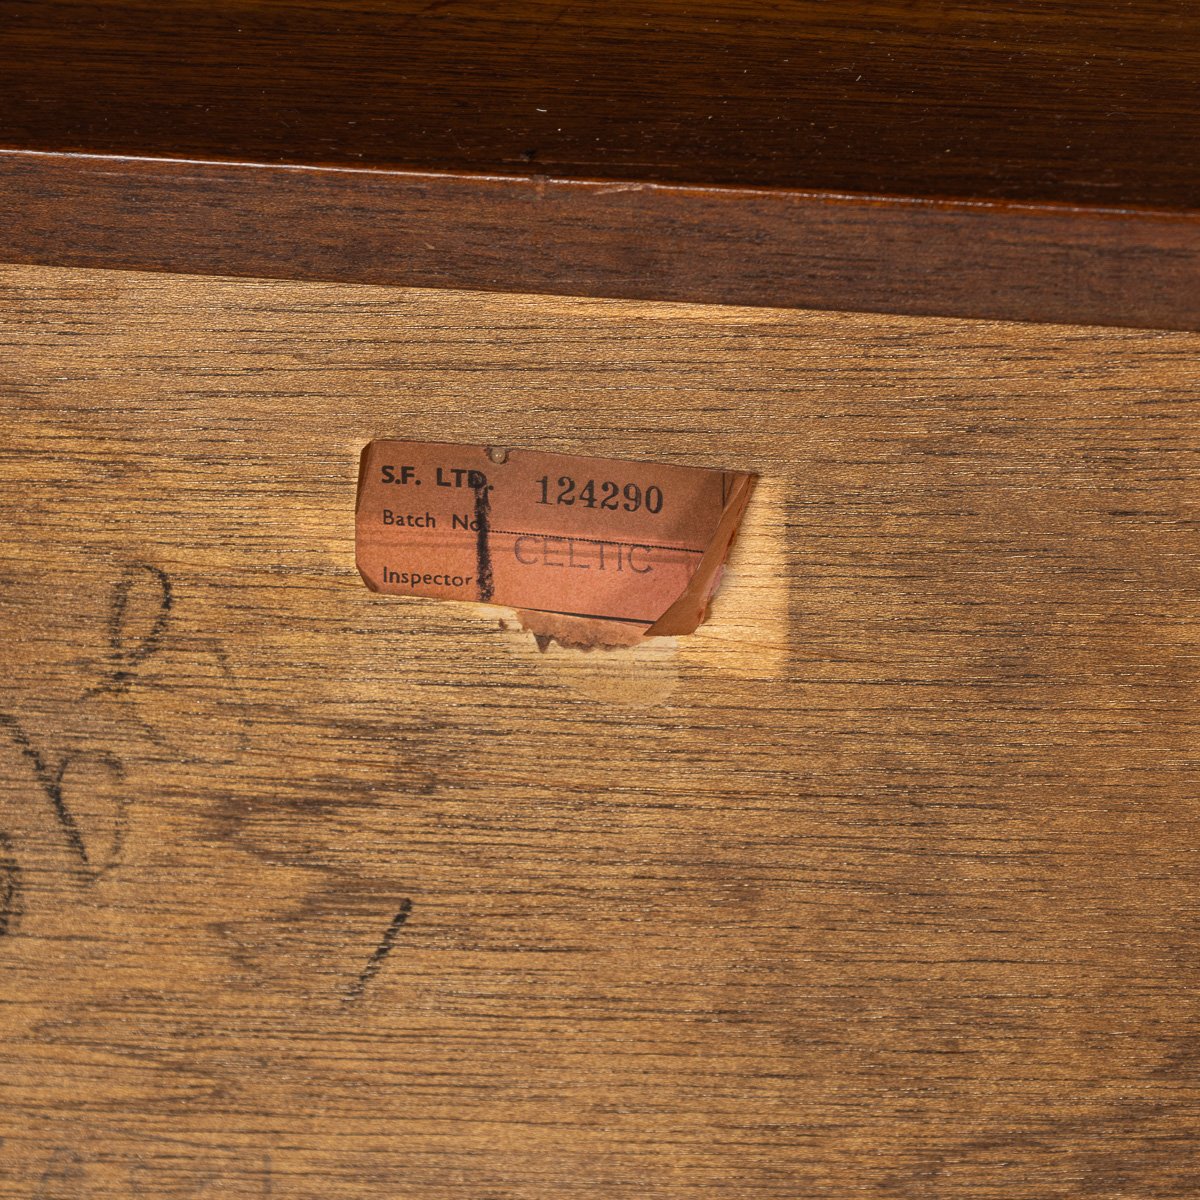 S.F. LTD. 124290
Batch No
CELTIC
Inspector